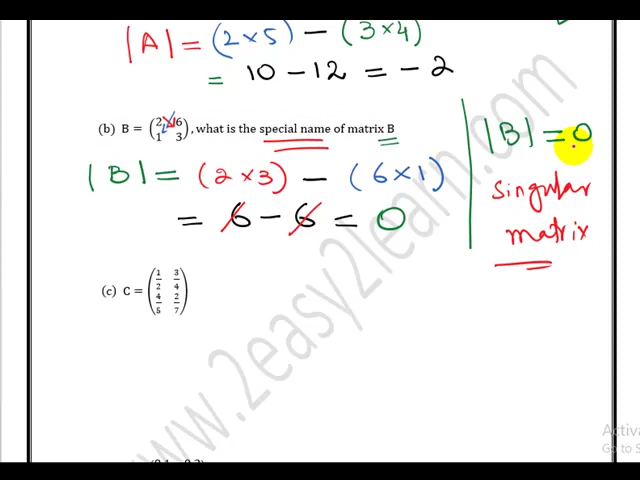 |A| = (2 × 5) − (3 × 4)
= 10 − 12 = − 2
(b) B = (2 6
1 3), what is the special name of matrix B
|B| = (2 × 3) − (6 × 1)
= 6 − 6 = 0
|B| = 0
Singular
matrix
(c) C = (1/2 3/4
4/5 2/7)
www.2easy2learn.com